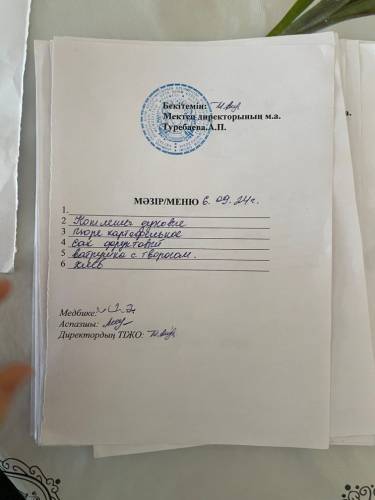 Бекітемін:
Мектеп директорының м.а.
Туребаева.А.П.
МӘЗІР/МЕНЮ 6. 09. 24г.
1.
2 Котлеты духовые
3 Пюре картофельное
4 Сок фруктовый
5 ватрушка с творогом.
6 хлеб
Медбике:
Аспазшы:
Директордың ТІЖО: